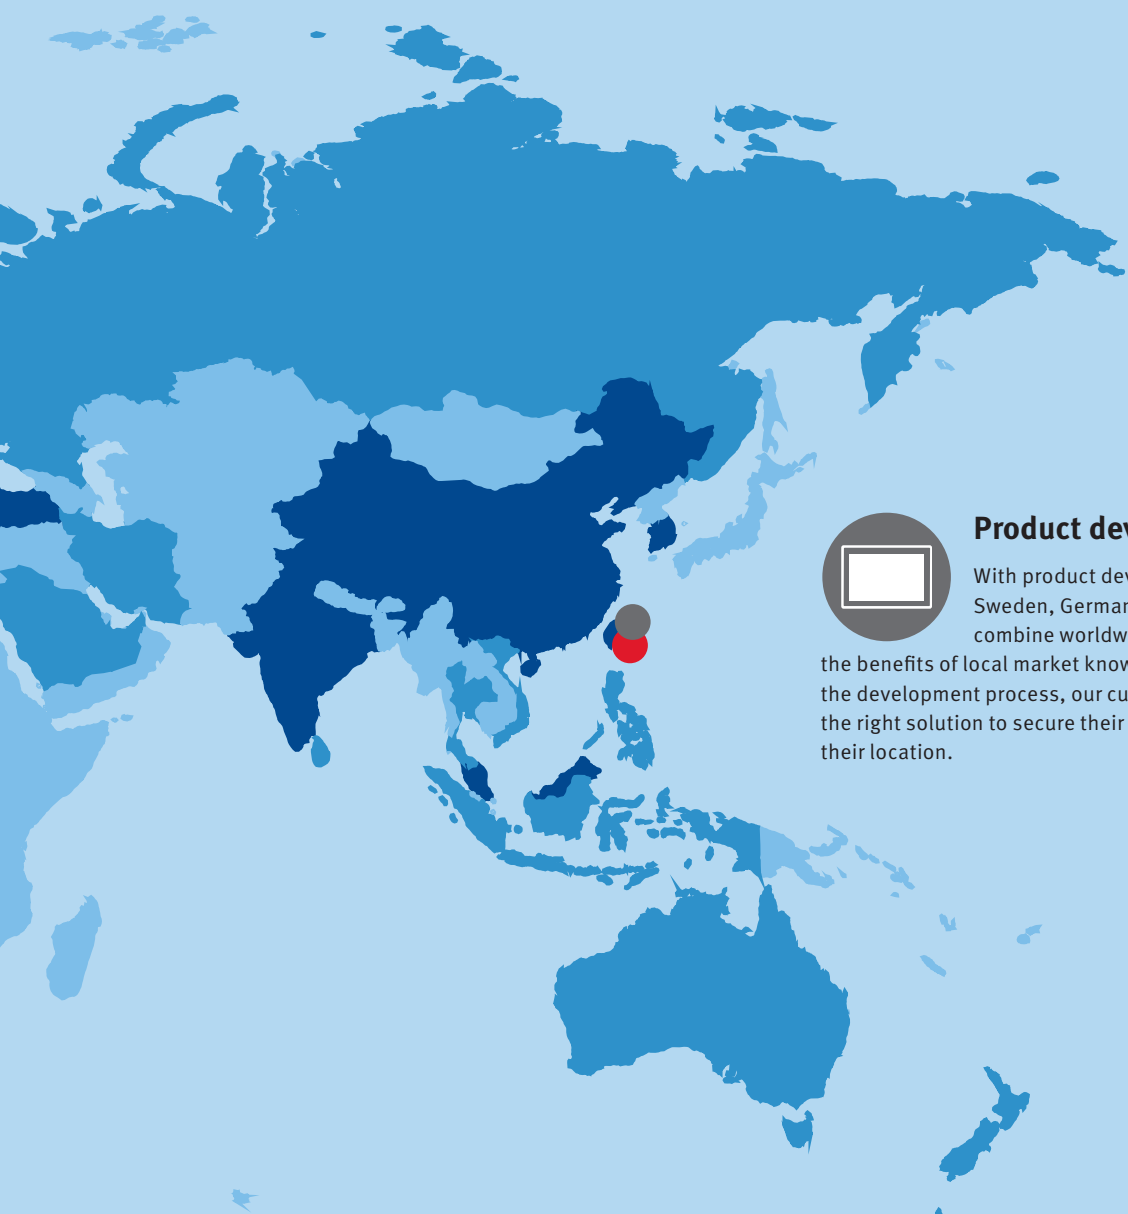 Product dev
With product dev
Sweden, German
combine worldw
the benefits of local market know
the development process, our cu
the right solution to secure their
their location.